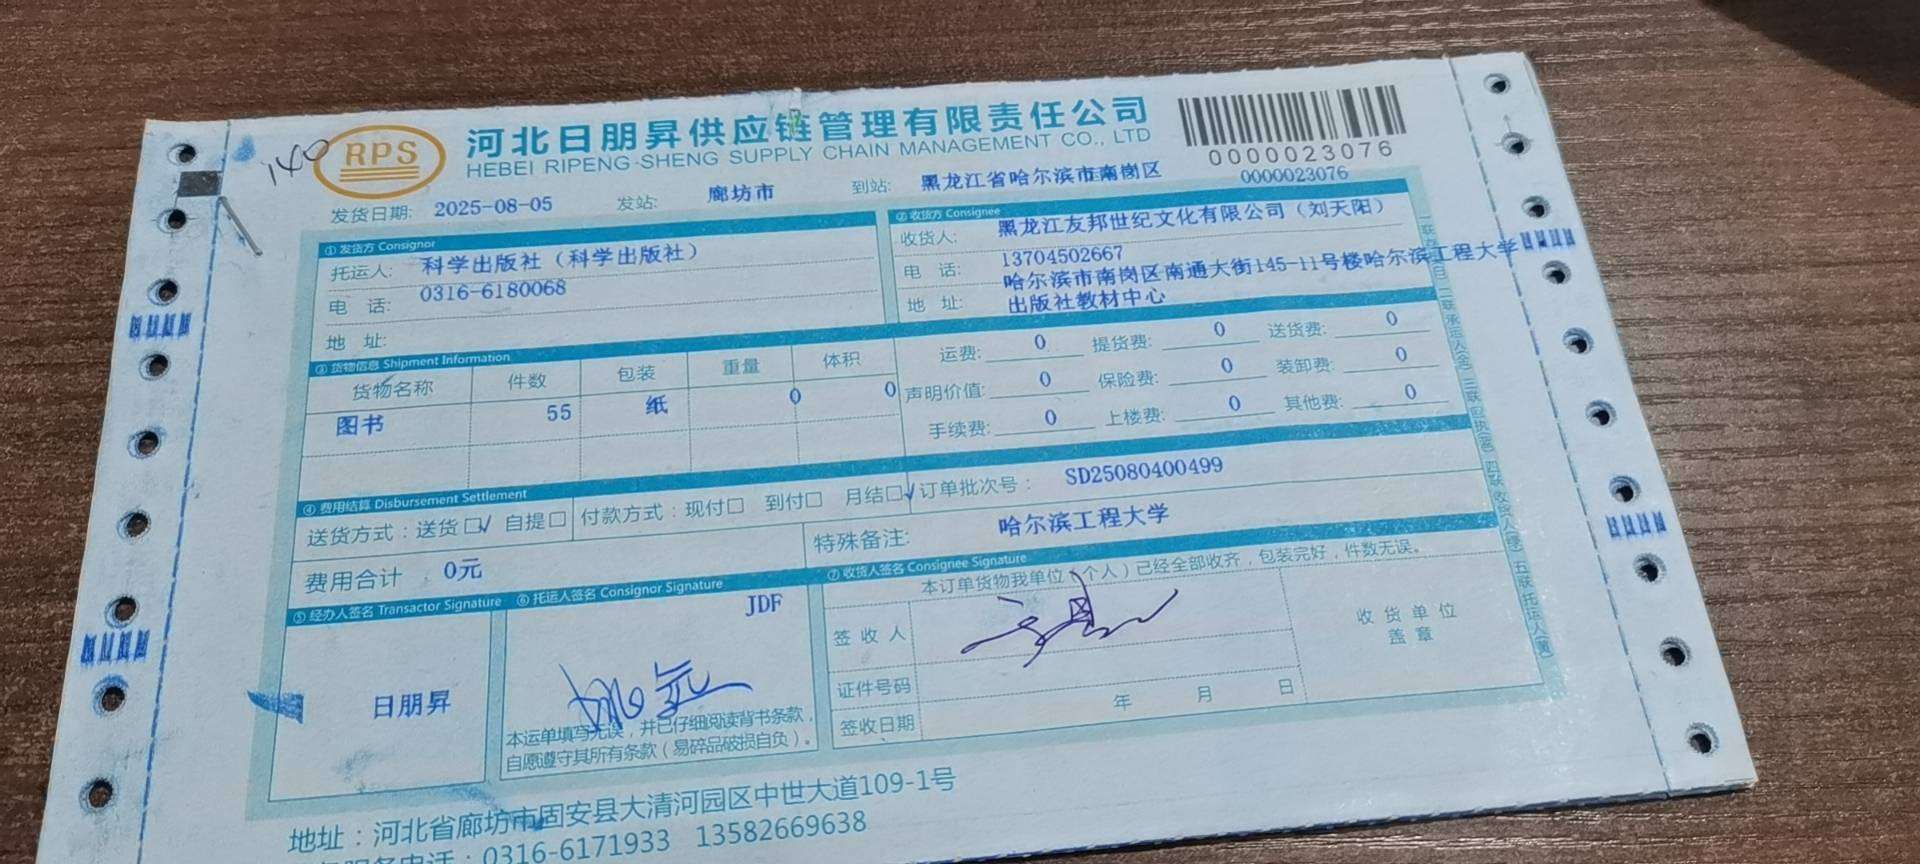 140
RPS
河北日朋昇供应链管理有限责任公司
HEBEI RIPENG-SHENG SUPPLY CHAIN MANAGEMENT CO., LTD
0000023076
0000023076
发货日期: 2025-08-05 发站: 廊坊市 到站: 黑龙江省哈尔滨市南岗区
① 发货方 Consignor
托运人: 科学出版社（科学出版社）
电 话: 0316-6180068
地 址:
② 收货方 Consignee
收货人: 黑龙江友邦世纪文化有限公司（刘天阳）
电 话: 13704502667
地 址: 哈尔滨市南岗区南通大街145-11号楼哈尔滨工程大学
出版社教材中心
③ 货物信息 Shipment Information
货物名称 件数 包装 重量 体积
图书 55 纸 0 0
运费: 0 提货费: 0 送货费: 0
声明价值: 0 保险费: 0 装卸费: 0
手续费: 0 上楼费: 0 其他费: 0
④ 费用结算 Disbursement Settlement
送货方式：送货□√ 自提□ 付款方式：现付□ 到付□ 月结□√ 订单批次号： SD25080400499
费用合计 0元 特殊备注: 哈尔滨工程大学
⑤ 经办人签名 Transactor Signature
日朋昇
⑥ 托运人签名 Consignor Signature
JDF
本运单填写无误，并已仔细阅读背书条款，
自愿遵守其所有条款（易碎品破损自负）。
⑦ 收货人签名 Consignee Signature
本订单货物我单位（个人）已经全部收齐，包装完好，件数无误。
签 收 人
证件号码
签收日期 年 月 日
收 货 单 位
盖 章
地址：河北省廊坊市固安县大清河园区中世大道109-1号
服务电话：0316-6171933 13582669638